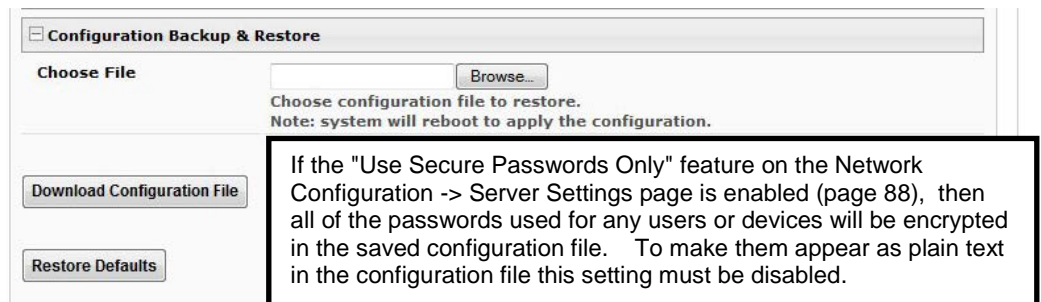 Configuration Backup & Restore
Choose File
Browse...
Choose configuration file to restore.
Note: system will reboot to apply the configuration.
Download Configuration File
If the "Use Secure Passwords Only" feature on the Network
Configuration -> Server Settings page is enabled (page 88), then
all of the passwords used for any users or devices will be encrypted
in the saved configuration file. To make them appear as plain text
in the configuration file this setting must be disabled.
Restore Defaults